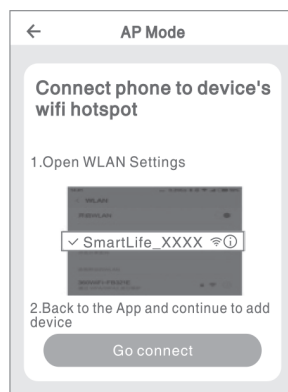 AP Mode
Connect phone to device's
wifi hotspot
1.Open WLAN Settings
WLAN
SmartLife_XXXX
2.Back to the App and continue to add
device
Go connect